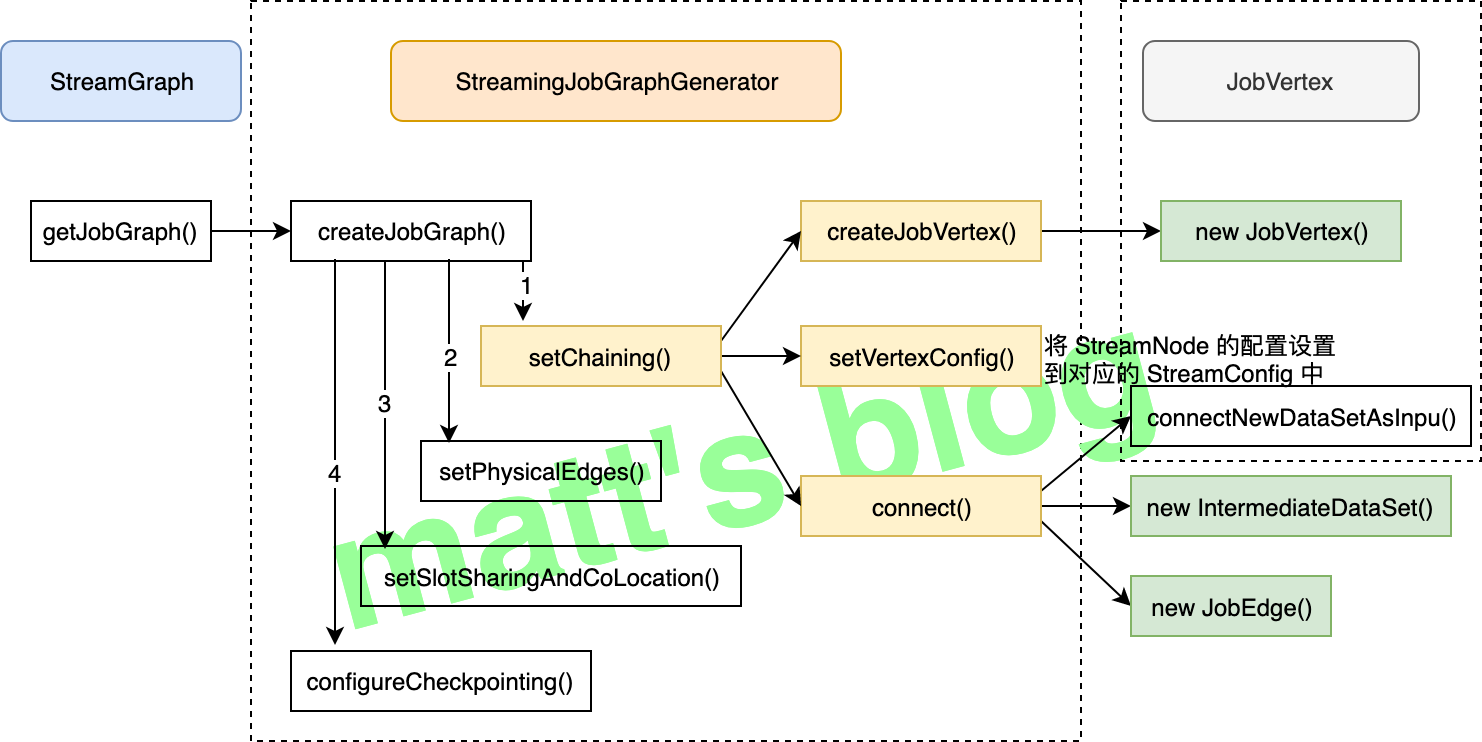 StreamGraph
StreamingJobGraphGenerator
JobVertex
getJobGraph()
createJobGraph()
createJobVertex()
new JobVertex()
1
setChaining()
setVertexConfig()
将 StreamNode 的配置设置
到对应的 StreamConfig 中
2
3
connectNewDataSetAsInpu()
4
setPhysicalEdges()
connect()
new IntermediateDataSet()
setSlotSharingAndCoLocation()
new JobEdge()
configureCheckpointing()
matt's blog